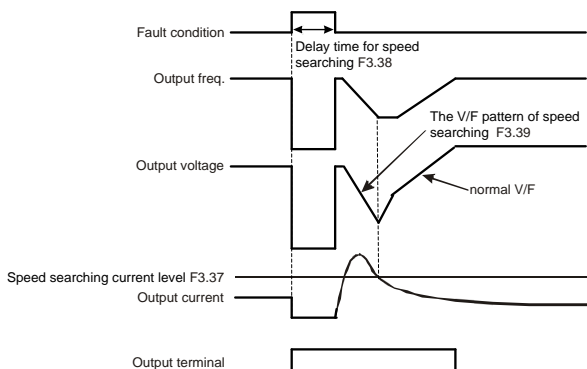 Fault condition
Delay time for speed
searching F3.38
Output freq.
The V/F pattern of speed
searching F3.39
Output voltage
normal V/F
Speed searching current level F3.37
Output current
Output terminal